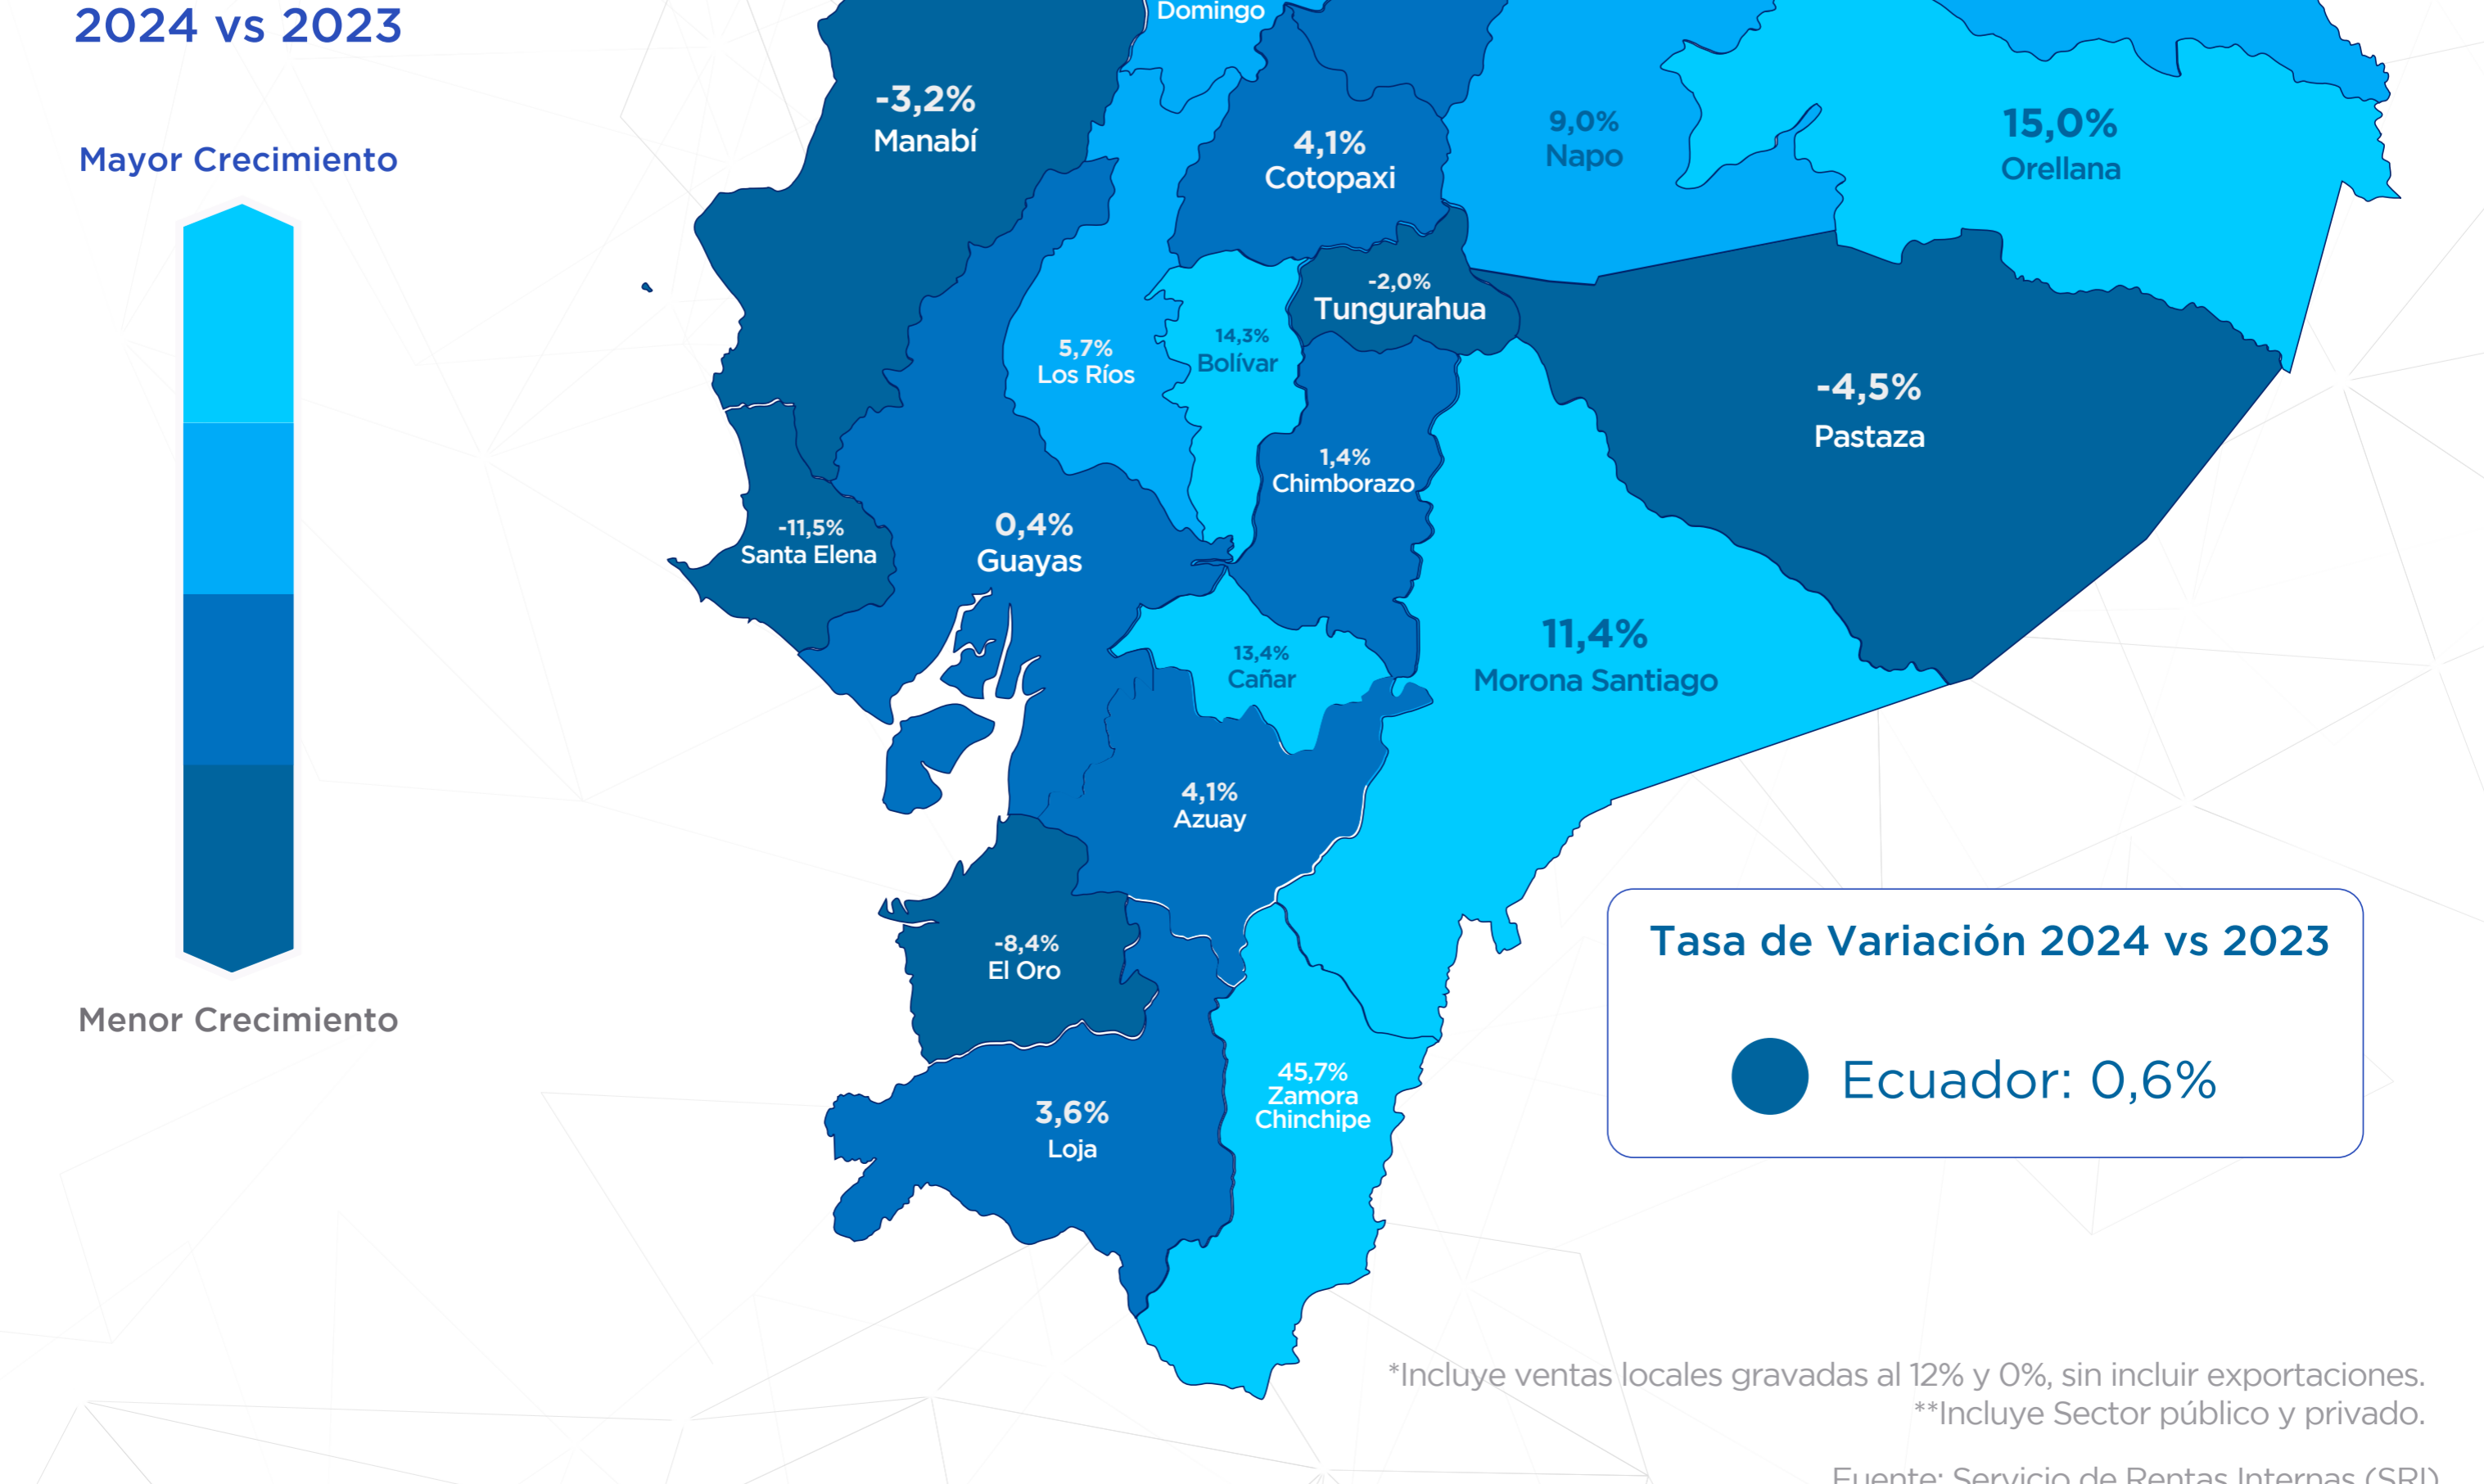 2024 vs 2023
Mayor Crecimiento
Menor Crecimiento
Domingo
-3,2%
Manabí
4,1%
Cotopaxi
9,0%
Napo
15,0%
Orellana
-2,0%
Tungurahua
5,7%
Los Ríos
14,3%
Bolívar
-4,5%
Pastaza
1,4%
Chimborazo
-11,5%
Santa Elena
0,4%
Guayas
13,4%
Cañar
11,4%
Morona Santiago
4,1%
Azuay
-8,4%
El Oro
45,7%
Zamora
Chinchipe
3,6%
Loja
Tasa de Variación 2024 vs 2023
Ecuador: 0,6%
*Incluye ventas locales gravadas al 12% y 0%, sin incluir exportaciones.
**Incluye Sector público y privado.
Fuente: Servicio de Rentas Internas (SRI)